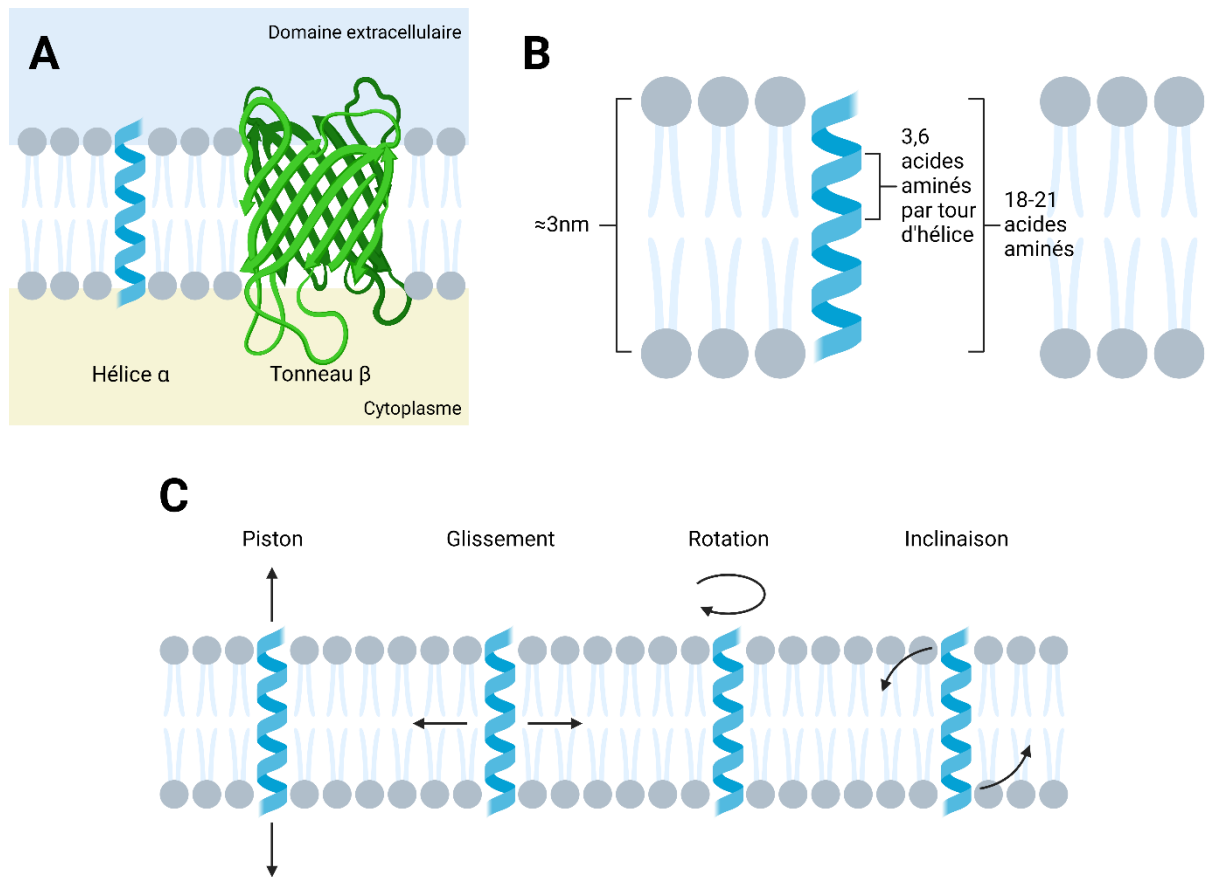 A
Domaine extracellulaire
Hélice α
Tonneau β
Cytoplasme
B
≈3nm
3,6
acides
aminés
par tour
d'hélice
18-21
acides
aminés
C
Piston
Glissement
Rotation
Inclinaison